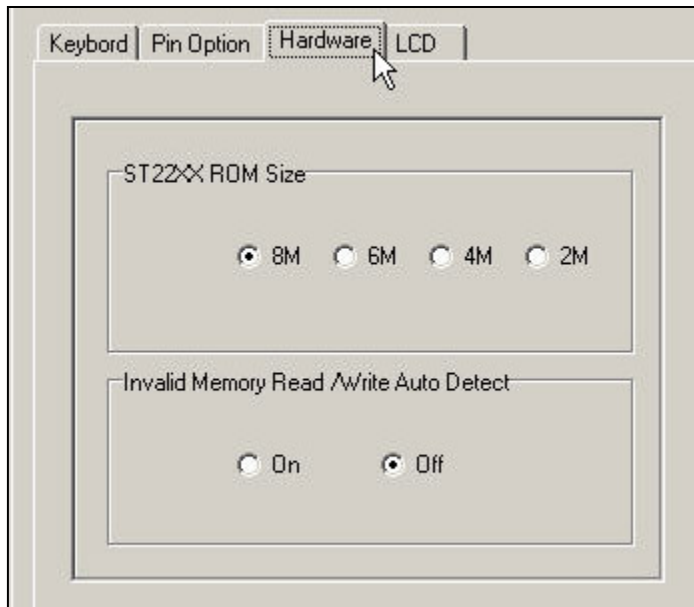 Keybord Pin Option Hardware LCD
ST22XX ROM Size
8M 6M 4M 2M
Invalid Memory Read /Write Auto Detect
On Off